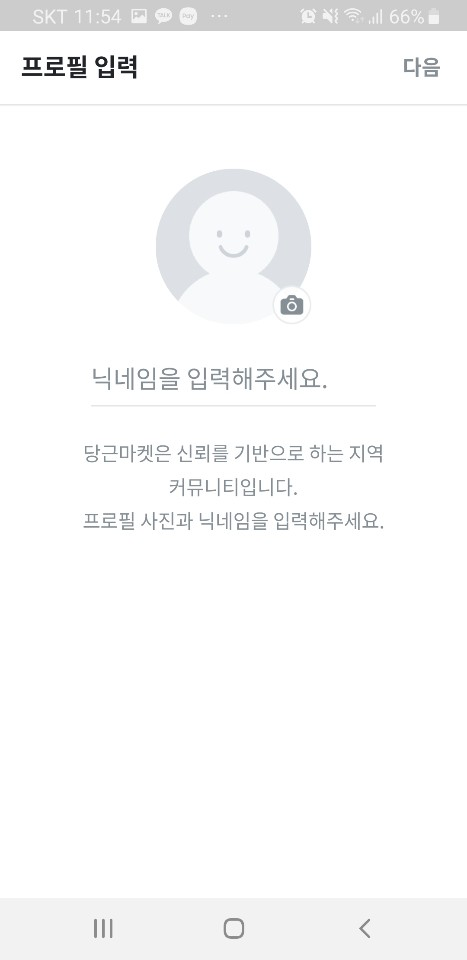 SKT 11:54 TALK Pay 66%
프로필 입력 다음
닉네임을 입력해주세요.
당근마켓은 신뢰를 기반으로 하는 지역
커뮤니티입니다.
프로필 사진과 닉네임을 입력해주세요.